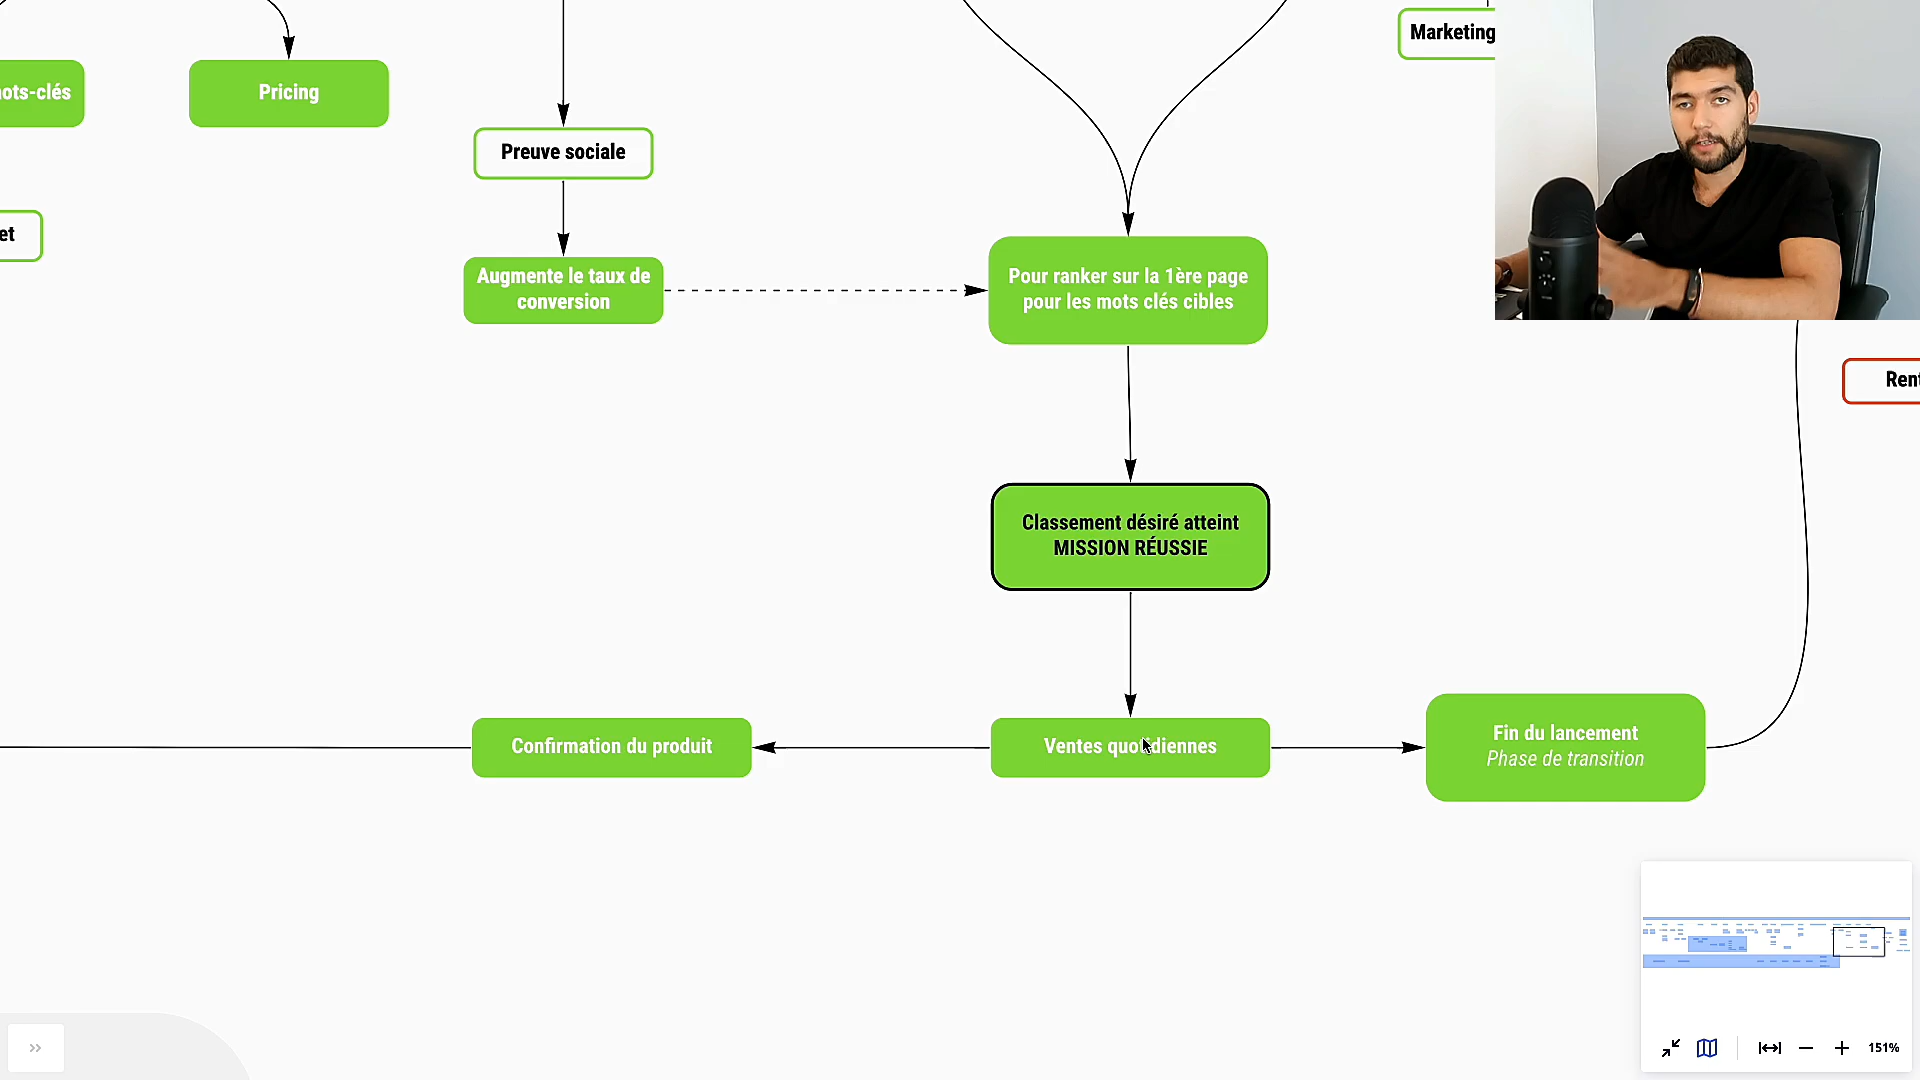 Marketing
mots-clés
Pricing
Preuve sociale
et
Augmente le taux de
conversion
Pour ranker sur la 1ère page
pour les mots clés cibles
Rent
Classement désiré atteint
MISSION RÉUSSIE
Confirmation du produit
Ventes quotidiennes
Fin du lancement
Phase de transition
151%